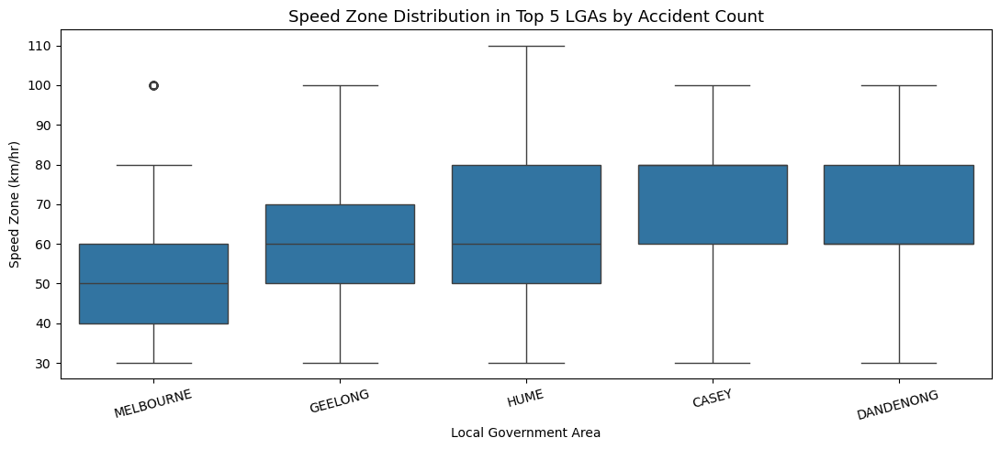 Speed Zone Distribution in Top 5 LGAs by Accident Count
Speed Zone (km/hr)
110
100
90
80
70
60
50
40
30
MELBOURNE
GEELONG
HUME
CASEY
DANDENONG
Local Government Area